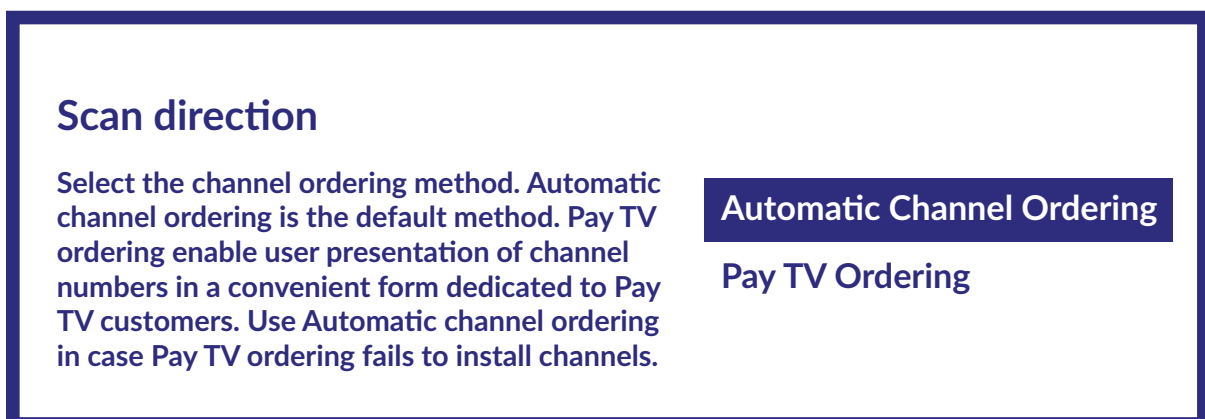 Scan direction
Select the channel ordering method. Automatic
channel ordering is the default method. Pay TV
ordering enable user presentation of channel
numbers in a convenient form dedicated to Pay
TV customers. Use Automatic channel ordering
in case Pay TV ordering fails to install channels.
Automatic Channel Ordering
Pay TV Ordering